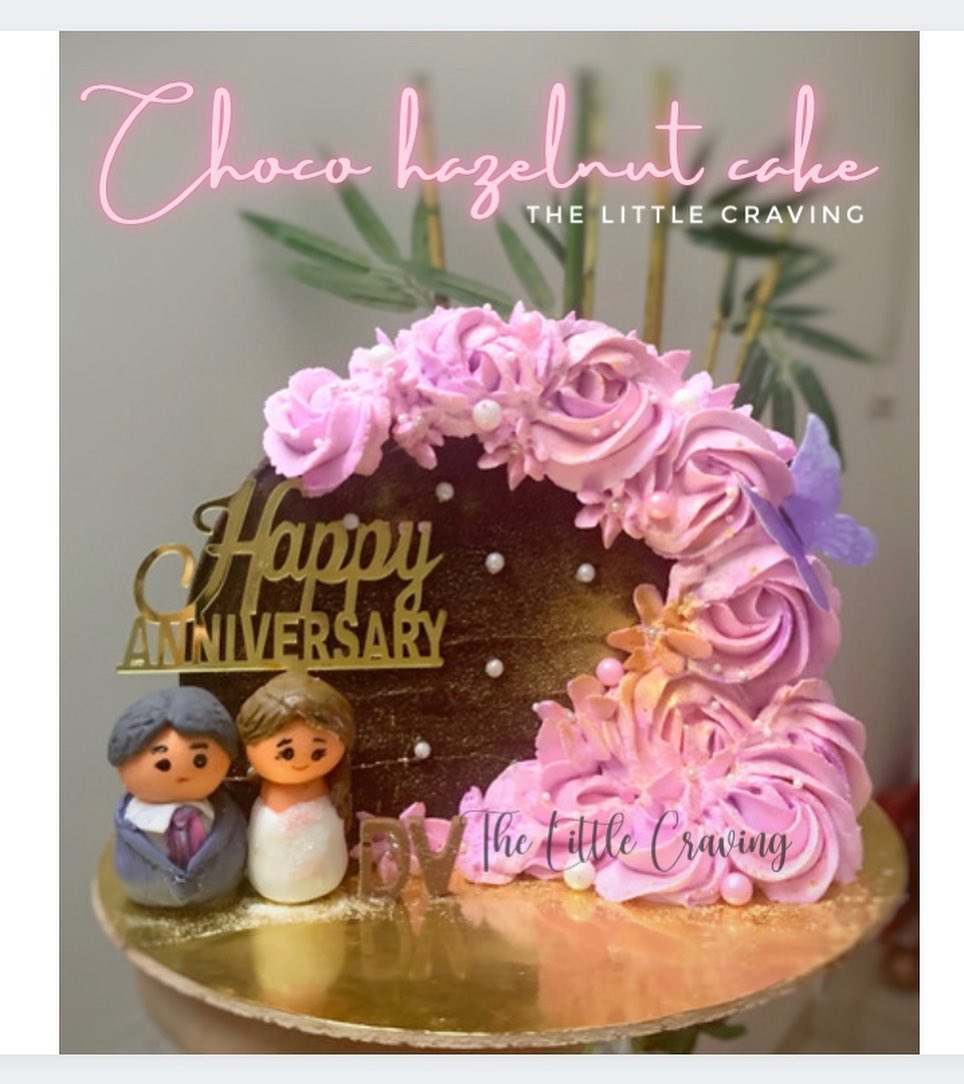 Choco hazelnut cake
THE LITTLE CRAVING
Happy
ANNIVERSARY
DV
The Little Craving